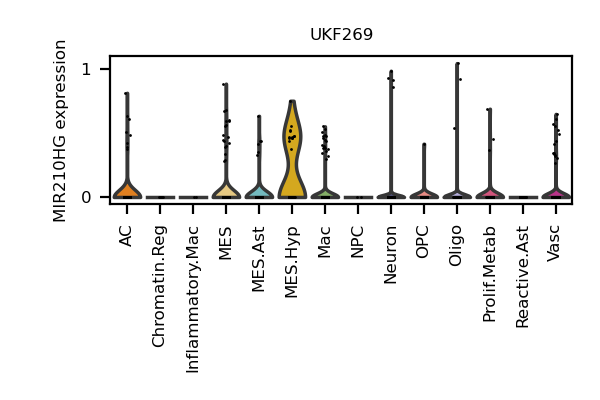 UKF269
MIR210HG expression
1
0
AC
Chromatin.Reg
Inflammatory.Mac
MES
MES.Ast
MES.Hyp
Mac
NPC
Neuron
OPC
Oligo
Prolif.Metab
Reactive.Ast
Vasc